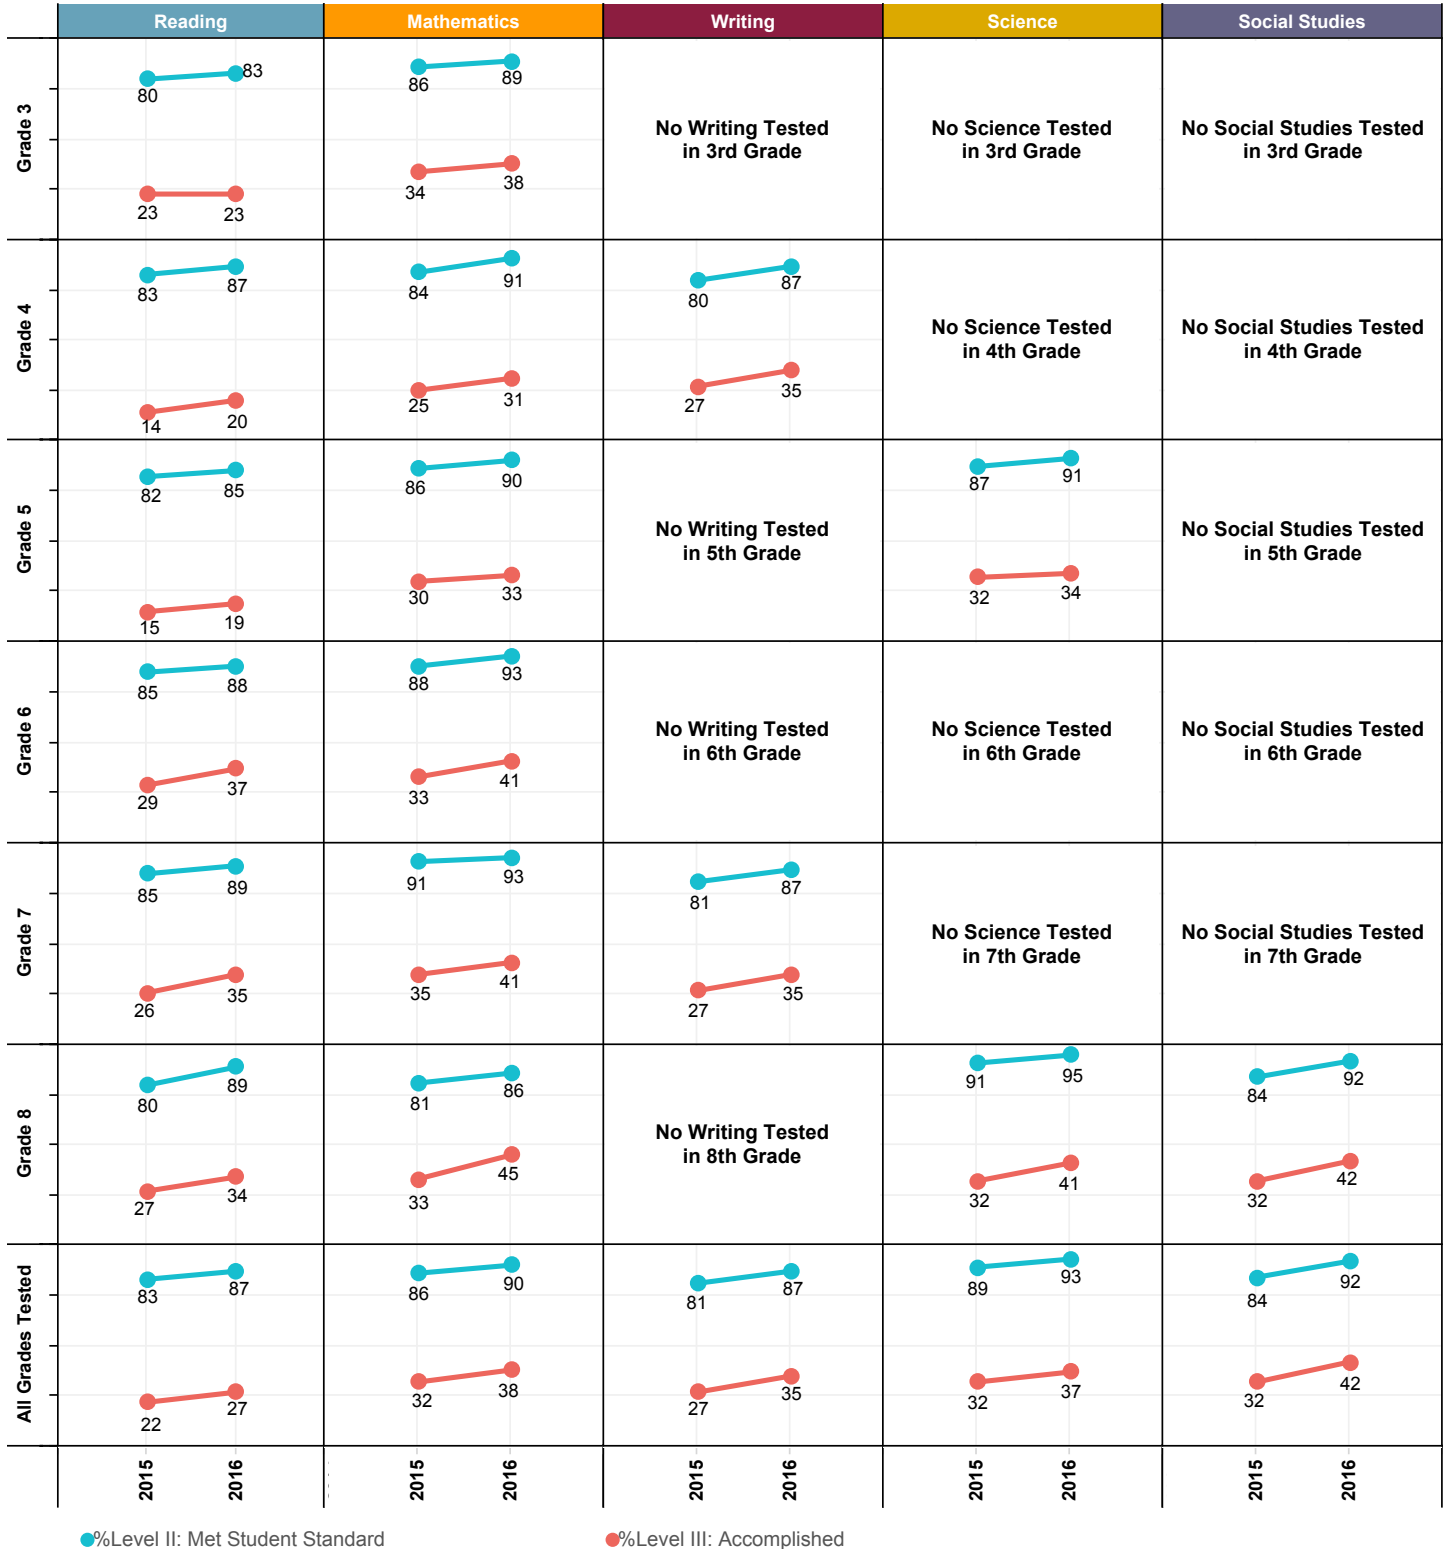 Reading Mathematics Writing Science Social Studies
Grade 3
83
80
86 89
23 23
34 38
No Writing Tested
in 3rd Grade
No Science Tested
in 3rd Grade
No Social Studies Tested
in 3rd Grade
Grade 4
83 87
84 91
80 87
14 20
25 31
27 35
No Science Tested
in 4th Grade
No Social Studies Tested
in 4th Grade
Grade 5
82 85
86 90
87 91
15 19
30 33
32 34
No Writing Tested
in 5th Grade
No Social Studies Tested
in 5th Grade
Grade 6
85 88
88 93
29 37
33 41
No Writing Tested
in 6th Grade
No Science Tested
in 6th Grade
No Social Studies Tested
in 6th Grade
Grade 7
85 89
91 93
81 87
26 35
35 41
27 35
No Science Tested
in 7th Grade
No Social Studies Tested
in 7th Grade
Grade 8
80 89
81 86
91 95
84 92
27 34
33 45
32 41
32 42
No Writing Tested
in 8th Grade
All Grades Tested
83 87
86 90
81 87
89 93
84 92
22 27
32 38
27 35
32 37
32 42
2015 2016 2015 2016 2015 2016 2015 2016 2015 2016
%Level II: Met Student Standard
%Level III: Accomplished